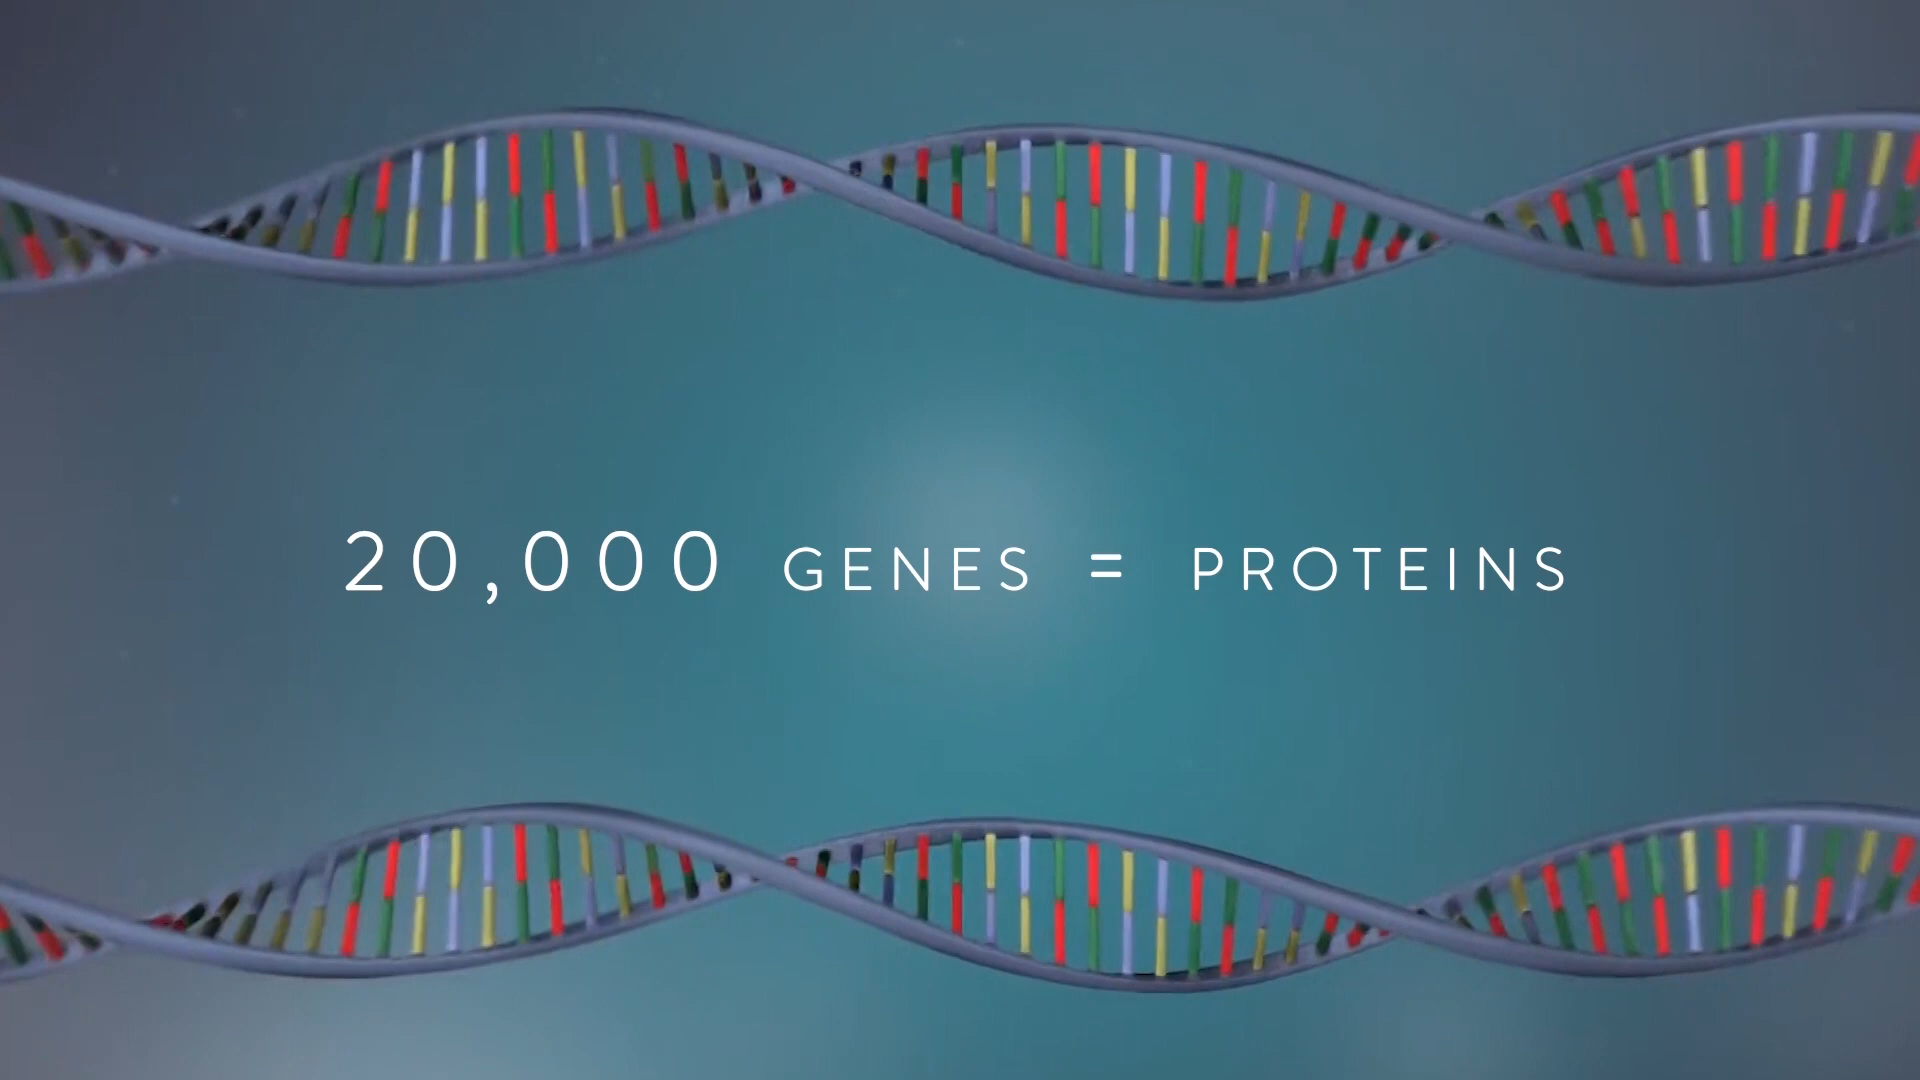 20,000 GENES = PROTEINS